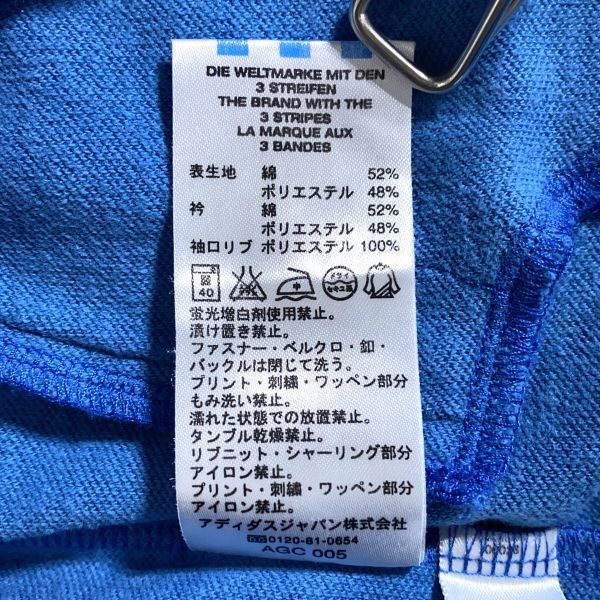 DIE WELTMARKE MIT DEN
3 STREIFEN
THE BRAND WITH THE
3 STRIPES
LA MARQUE AUX
3 BANDES
表生地 綿 52%
ポリエステル 48%
衿 綿 52%
ポリエステル 48%
袖口リブ ポリエステル 100%
40 中 ドライ
蛍光増白剤使用禁止。
漬け置き禁止。
ファスナー・ベルクロ・釦・
バックルは閉じて洗う。
プリント・刺繍・ワッペン部分
もみ洗い禁止。
濡れた状態での放置禁止。
タンブル乾燥禁止。
リブニット・シャーリング部分
アイロン禁止。
プリント・刺繍・ワッペン部分
アイロン禁止。
アディダスジャパン株式会社
0120-81-0654
AGC 005